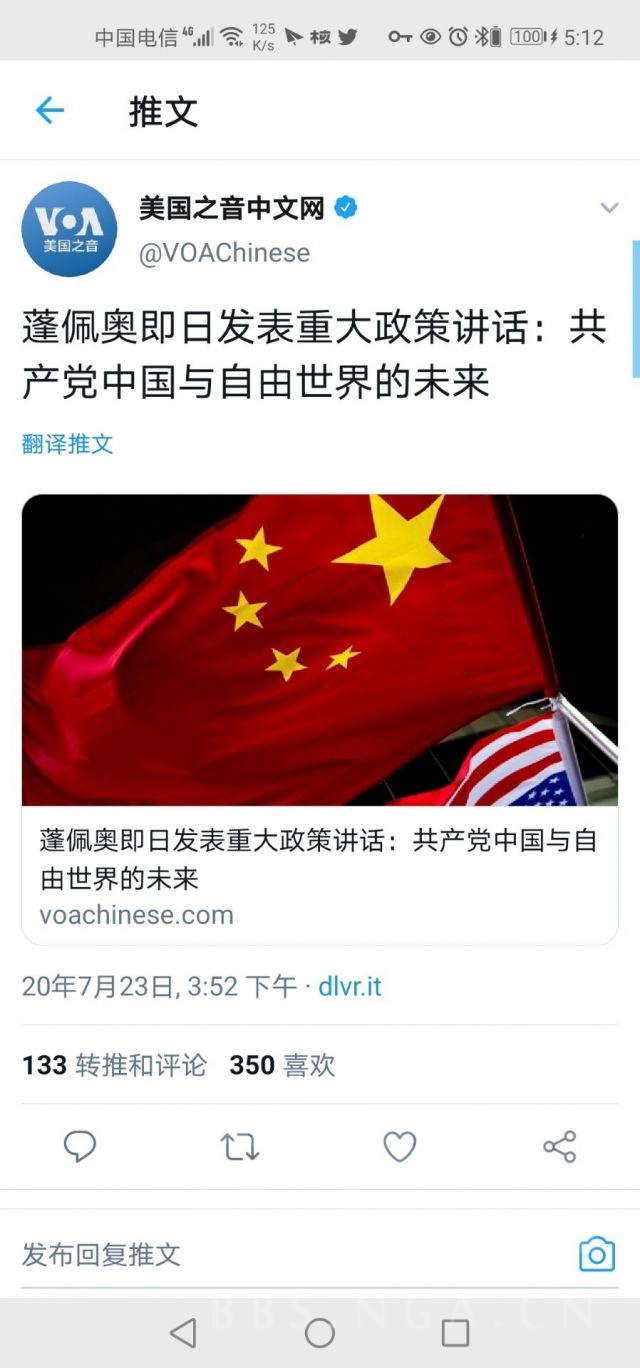 中国电信 4G 125 K/s 核 100 5:12
推文
VOA
美国之音
美国之音中文网
@VOAChinese
蓬佩奥即日发表重大政策讲话：共
产党中国与自由世界的未来
翻译推文
蓬佩奥即日发表重大政策讲话：共产党中国与自
由世界的未来
voachinese.com
20年7月23日, 3:52 下午 · dlvr.it
133 转推和评论 350 喜欢
发布回复推文
BBS.NGA.CN